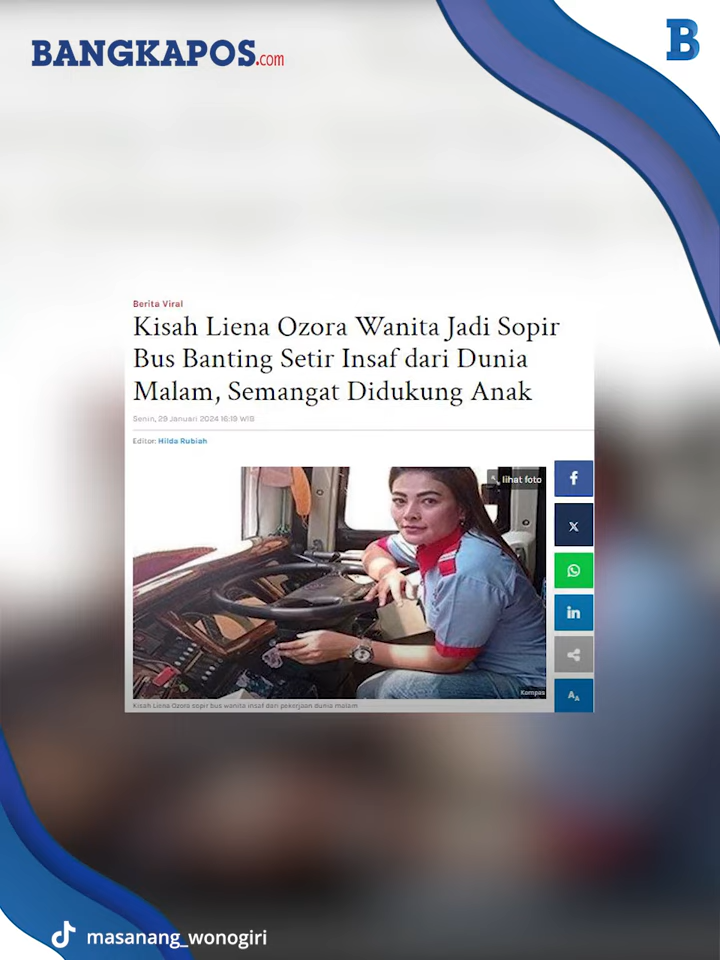 BANGKAPOS.com
B
Berita Viral
Kisah Liena Ozora Wanita Jadi Sopir
Bus Banting Setir Insaf dari Dunia
Malam, Semangat Didukung Anak
Senin, 29 Januari 2024 16:19 WIB
Editor: Hilda Rubiah
lihat foto
Kompas
Kisah Liena Ozora sopir bus wanita insaf dari pekerjaan dunia malam
masanang_wonogiri